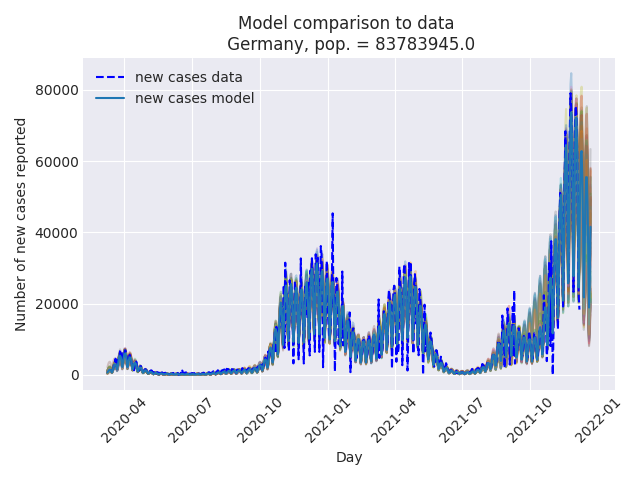 Model comparison to data
Germany, pop. = 83783945.0
new cases data
new cases model
Number of new cases reported
80000
60000
40000
20000
0
2020-04
2020-07
2020-10
2021-01
2021-04
2021-07
2021-10
2022-01
Day